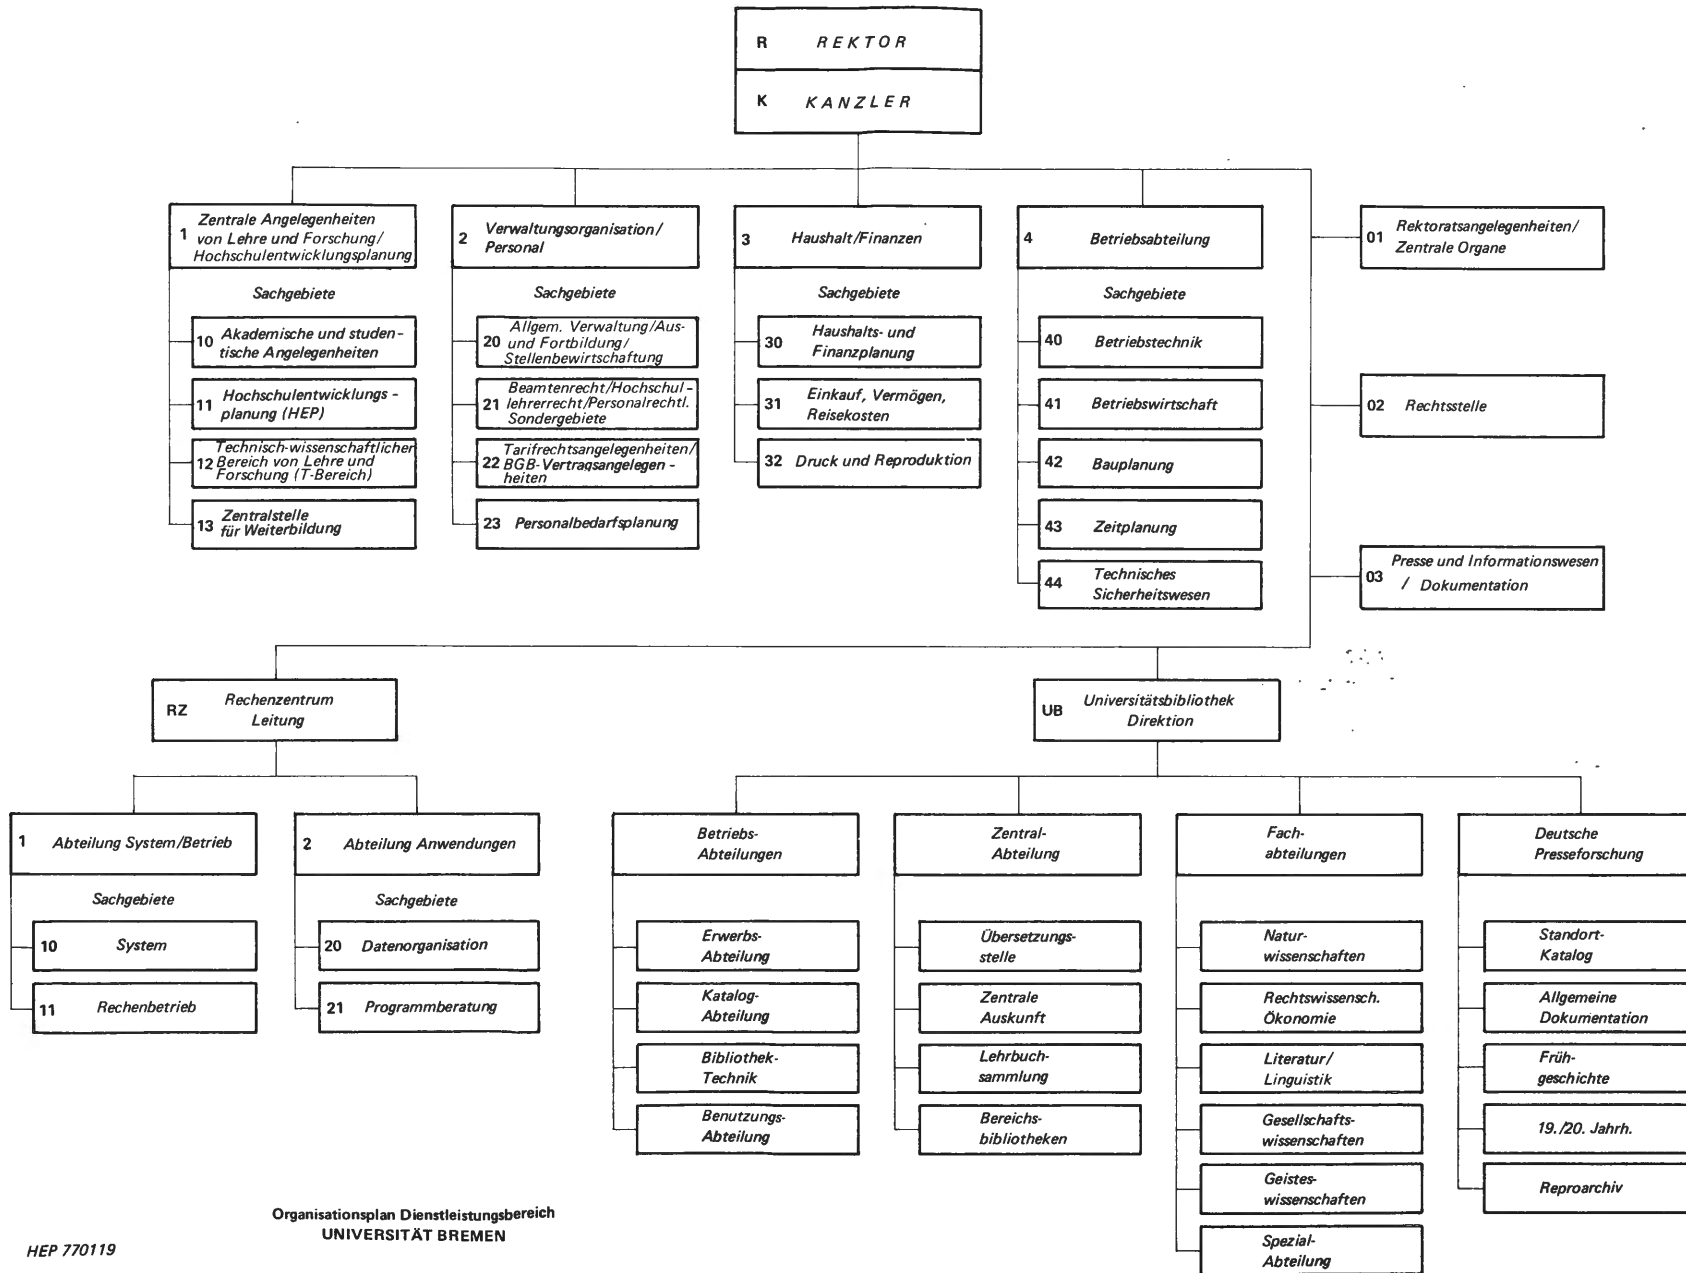 R REKTOR
K KANZLER
1 Zentrale Angelegenheiten
von Lehre und Forschung/
Hochschulentwicklungsplanung
Sachgebiete
10 Akademische und studen-
tische Angelegenheiten
11 Hochschulentwicklungs-
planung (HEP)
12 Technisch-wissenschaftlicher
Bereich von Lehre und
Forschung (T-Bereich)
13 Zentralstelle
für Weiterbildung
2 Verwaltungsorganisation/
Personal
Sachgebiete
20 Allgem. Verwaltung/Aus-
und Fortbildung/
Stellenbewirtschaftung
21 Beamtenrecht/Hochschul-
lehrerrecht/Personalrechtl.
Sondergebiete
22 Tarifrechtsangelegenheiten/
BGB-Vertragsangelegen-
heiten
23 Personalbedarfsplanung
3 Haushalt/Finanzen
Sachgebiete
30 Haushalts- und
Finanzplanung
31 Einkauf, Vermögen,
Reisekosten
32 Druck und Reproduktion
4 Betriebsabteilung
Sachgebiete
40 Betriebstechnik
41 Betriebswirtschaft
42 Bauplanung
43 Zeitplanung
44 Technisches
Sicherheitswesen
01 Rektoratsangelegenheiten/
Zentrale Organe
02 Rechtsstelle
03 Presse und Informationswesen
/ Dokumentation
RZ Rechenzentrum
Leitung
1 Abteilung System/Betrieb
Sachgebiete
10 System
11 Rechenbetrieb
2 Abteilung Anwendungen
Sachgebiete
20 Datenorganisation
21 Programmberatung
UB Universitätsbibliothek
Direktion
Betriebs-
Abteilungen
Erwerbs-
Abteilung
Katalog-
Abteilung
Bibliothek-
Technik
Benutzungs-
Abteilung
Zentral-
Abteilung
Übersetzungs-
stelle
Zentrale
Auskunft
Lehrbuch-
sammlung
Bereichs-
bibliotheken
Fach-
abteilungen
Natur-
wissenschaften
Rechtswissensch.
Ökonomie
Literatur/
Linguistik
Gesellschafts-
wissenschaften
Geistes-
wissenschaften
Spezial-
Abteilung
Deutsche
Presseforschung
Standort-
Katalog
Allgemeine
Dokumentation
Früh-
geschichte
19./20. Jahrh.
Reproarchiv
Organisationsplan Dienstleistungsbereich
UNIVERSITÄT BREMEN
HEP 770119